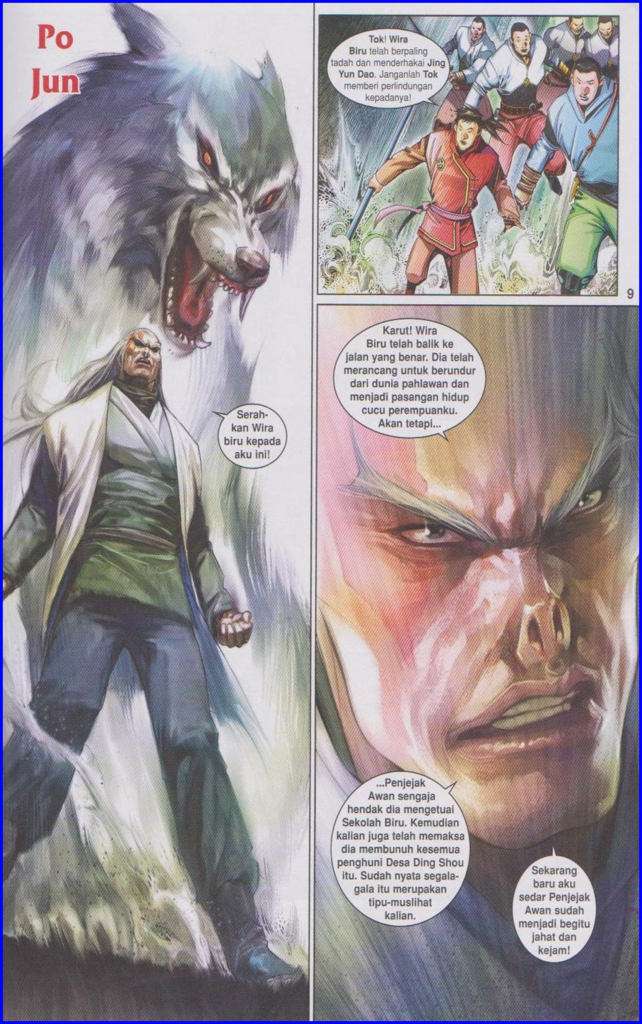 Po
Jun
Serah-
kan Wira
biru kepada
aku ini!
Tok! Wira
Biru telah berpaling
tadah dan menderhakai Jing
Yun Dao. Janganlah Tok
memberi perlindungan
kepadanya!
9
Karut! Wira
Biru telah balik ke
jalan yang benar. Dia telah
merancang untuk berundur
dari dunia pahlawan dan
menjadi pasangan hidup
cucu perempuanku.
Akan tetapi...
...Penjejak
Awan sengaja
hendak dia mengetuai
Sekolah Biru. Kemudian
kalian juga telah memaksa
dia membunuh kesemua
penghuni Desa Ding Shou
itu. Sudah nyata segala-
gala itu merupakan
tipu-muslihat
kalian.
Sekarang
baru aku
sedar Penjejak
Awan sudah
menjadi begitu
jahat dan
kejam!